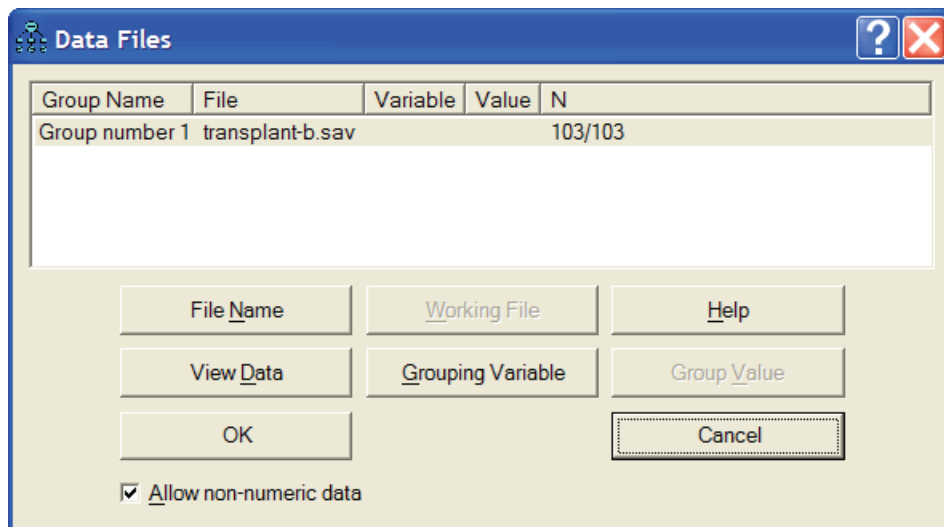 Data Files
Group Name File Variable Value N
Group number 1 transplant-b.sav 103/103
File Name Working File Help
View Data Grouping Variable Group Value
OK Cancel
Allow non-numeric data